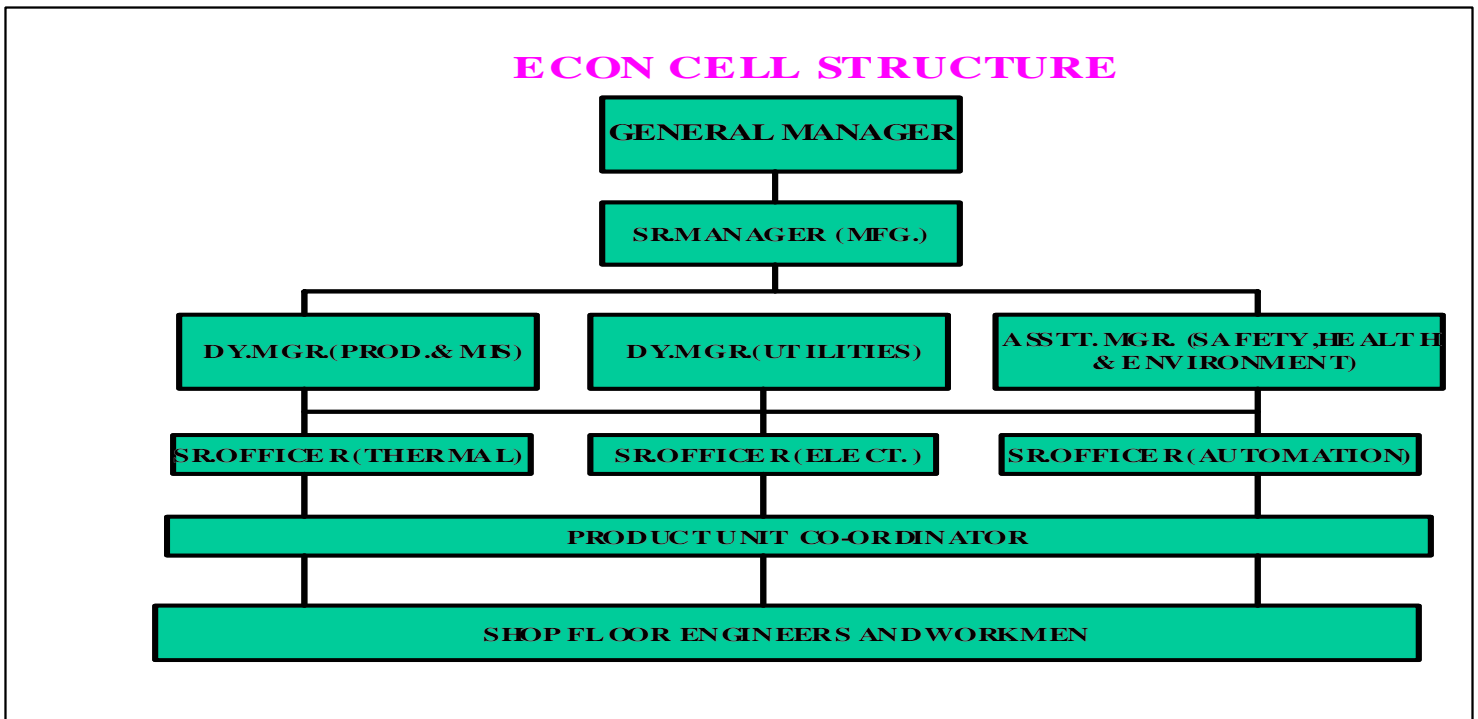 ECON CELL STRUCTURE
GENERAL MANAGER
SR.MANAGER (MFG.)
DY.MGR.(PROD.& MIS)
DY.MGR.(UTILITIES)
ASSTT. MGR. (SAFETY,HEALTH
& ENVIRONMENT)
SR.OFFICER(THERMAL)
SR.OFFICER(ELECT. )
SR.OFFICER(AUTOMATION)
PRODUCT UNIT CO-ORDINATOR
SHOP FLOOR ENGINEERS AND WORKMEN